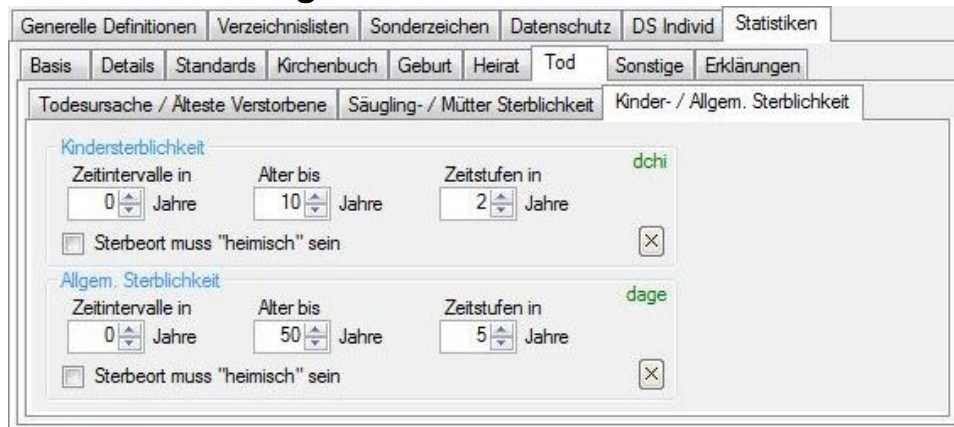 Generelle Definitionen Verzeichnislisten Sonderzeichen Datenschutz DS Individ Statistiken
Basis Details Standards Kirchenbuch Geburt Heirat Tod Sonstige Erklärungen
Todesursache / Älteste Verstorbene Säugling- / Mütter Sterblichkeit Kinder- / Allgem. Sterblichkeit
Kindersterblichkeit dchi
Zeitintervalle in Alter bis Zeitstufen in
0 Jahre 10 Jahre 2 Jahre
Sterbeort muss "heimisch" sein
Allgem. Sterblichkeit dage
Zeitintervalle in Alter bis Zeitstufen in
0 Jahre 50 Jahre 5 Jahre
Sterbeort muss "heimisch" sein